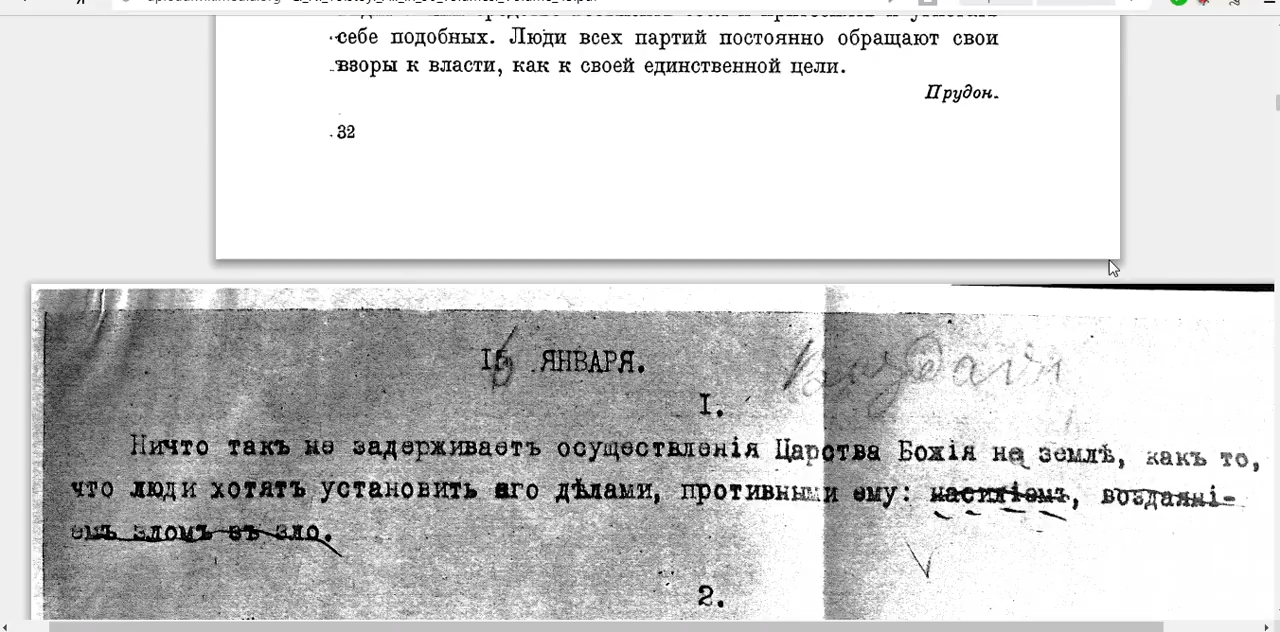 себе подобных. Люди всех партий постоянно обращают свои
взоры к власти, как к своей единственной цели.
Прудон.
32
ЯНВАРЯ.
I.
Ничто такъ не задерживаетъ осуществленія Царства Божія на землѣ, какъ то,
что люди хотятъ установить его дѣлами, противными ему: насиліемъ, воздаяні-
емъ зломъ въ зло.
2.